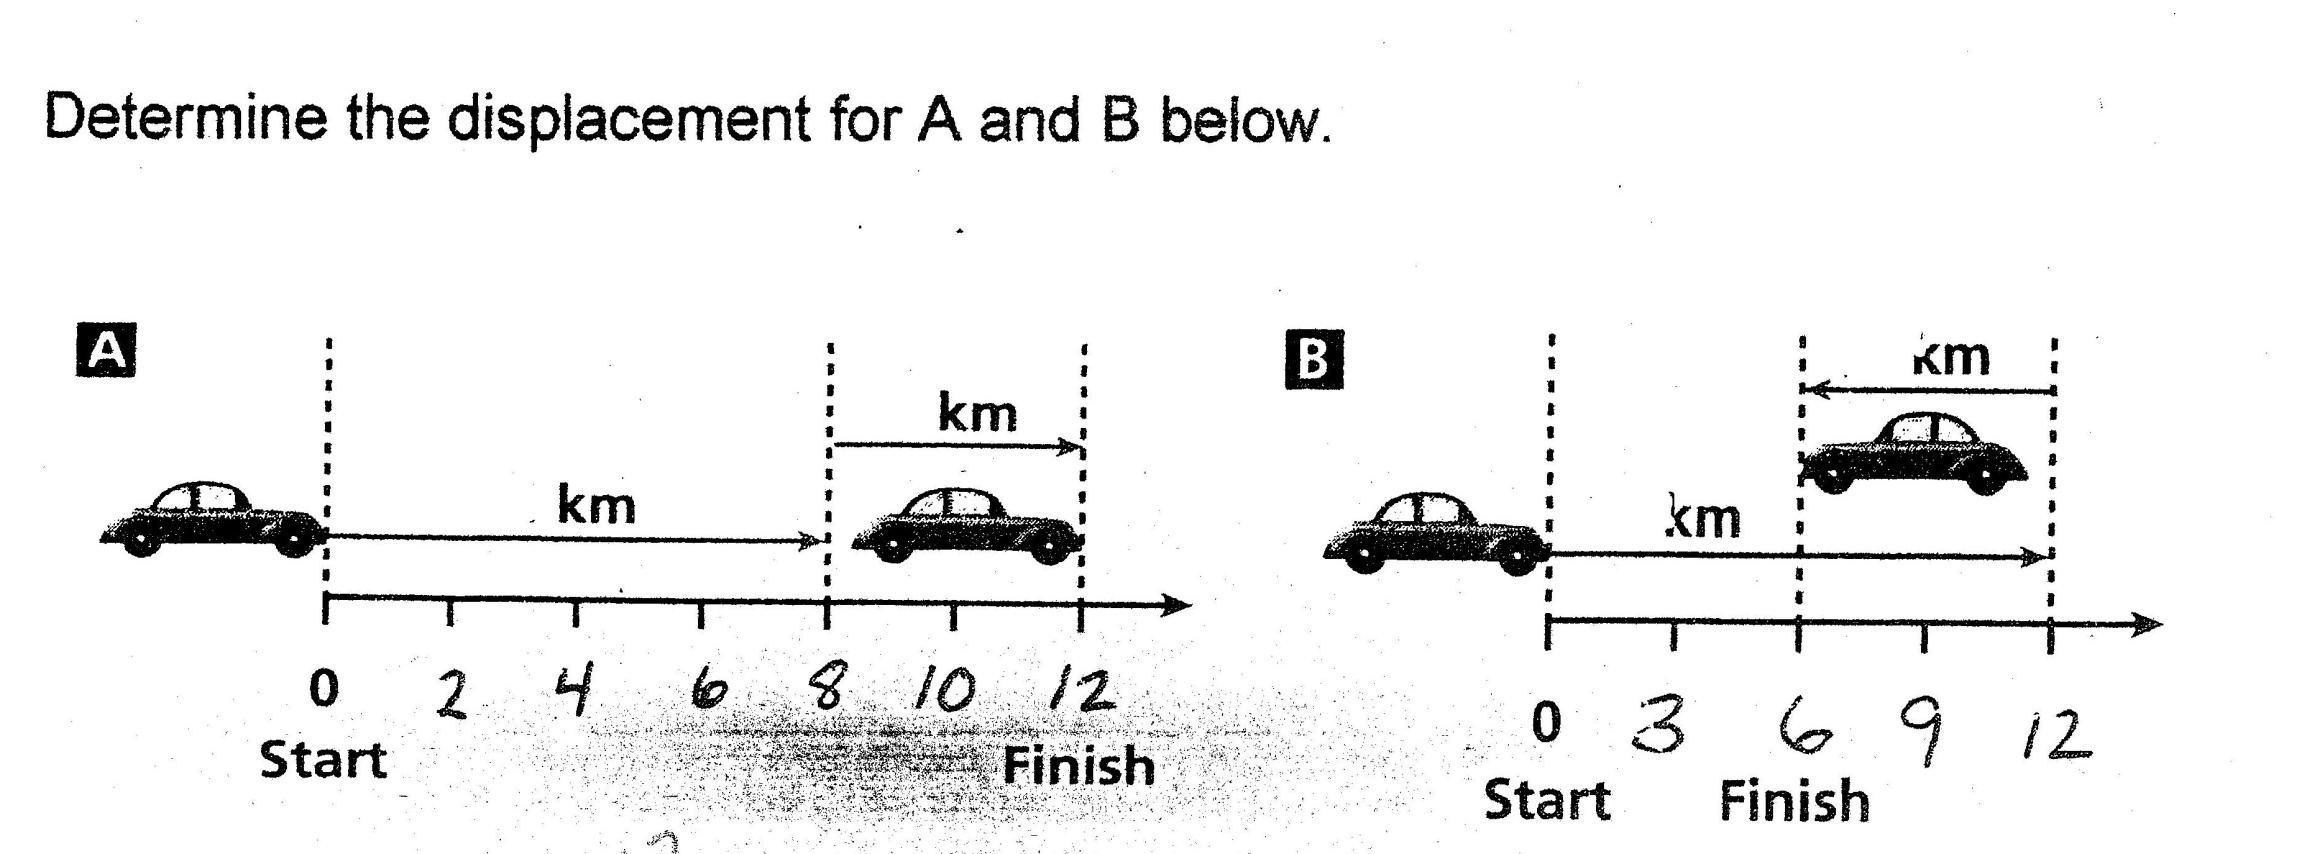 Determine the displacement for A and B below.
A
km
km
0 2 4 6 8 10 12
Start Finish
B
km
km
0 3 6 9 12
Start Finish